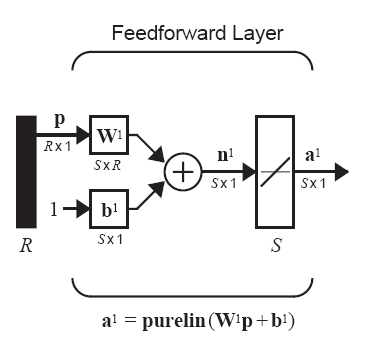 Feedforward Layer
p
R x 1
W¹
S x R
1
b¹
S x 1
+
n¹
S x 1
a¹
S x 1
R
S
a¹ = purelin(W¹p+b¹)